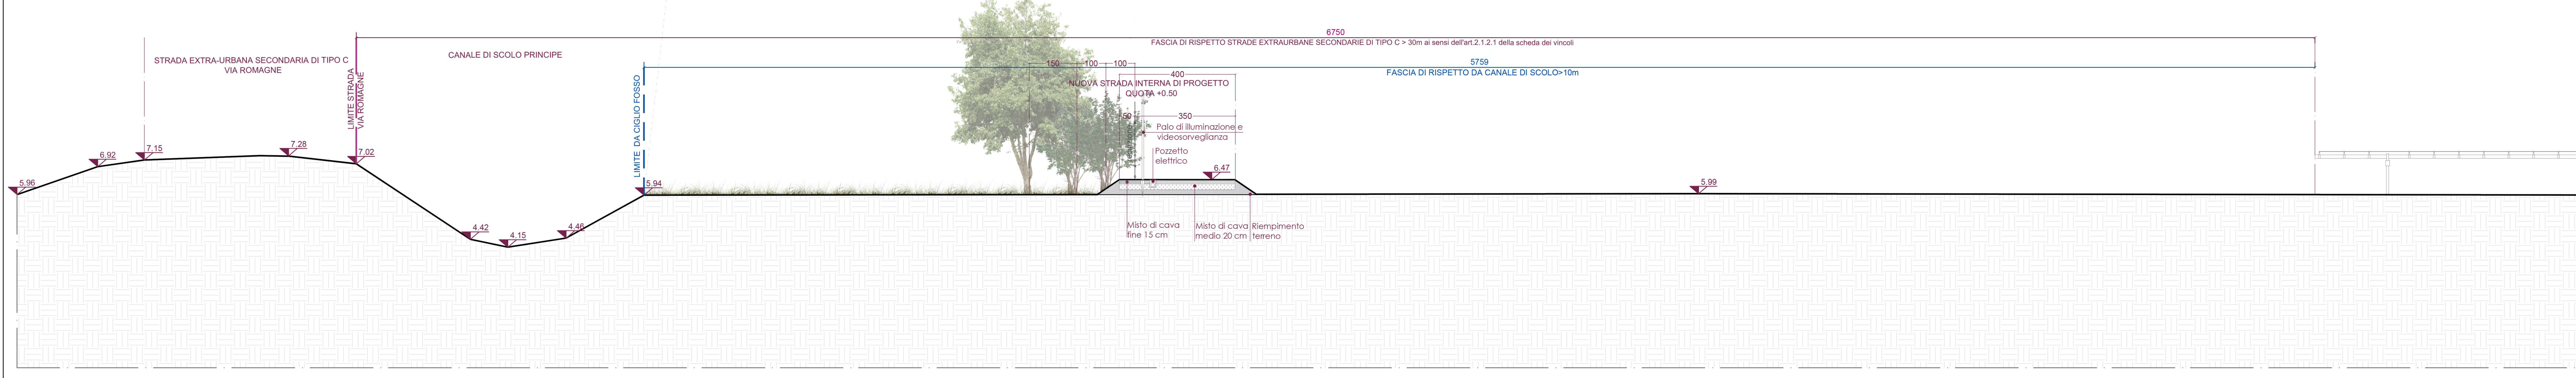 6750
FASCIA DI RISPETTO STRADE EXTRAURBANE SECONDARIE DI TIPO C > 30m ai sensi dell'art.2.1.2.1 della scheda dei vincoli
STRADA EXTRA-URBANA SECONDARIA DI TIPO C
VIA ROMAGNE
CANALE DI SCOLO PRINCIPE
LIMITE STRADA
VIA ROMAGNE
5759
FASCIA DI RISPETTO DA CANALE DI SCOLO>10m
LIMITE DA CIGLIO FOSSO
150
100
100
400
NUOVA STRADA INTERNA DI PROGETTO
QUOTA +0.50
50
350
Palo di illuminazione e
videosorveglianza
Pozzetto
elettrico
5.96
6.92
7.15
7.28
7.02
4.42
4.15
4.46
5.94
6.47
5.99
Misto di cava
fine 15 cm
Misto di cava
medio 20 cm
Riempimento
terreno